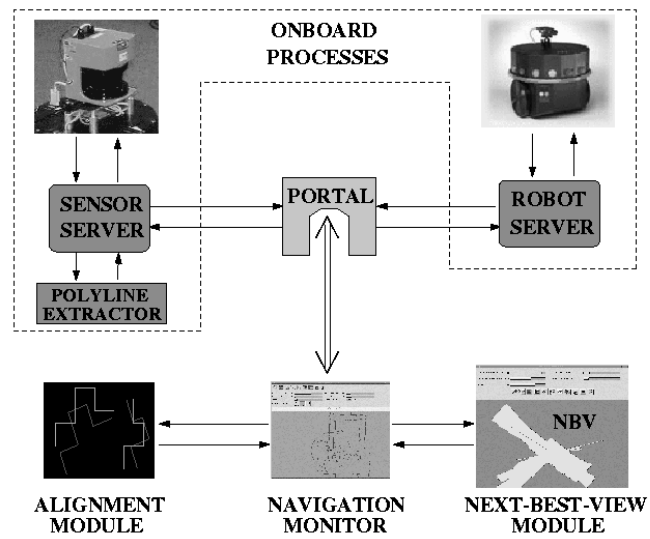 ONBOARD
PROCESSES
SENSOR
SERVER
PORTAL
ROBOT
SERVER
POLYLINE
EXTRACTOR
NBV
ALIGNMENT
MODULE
NAVIGATION
MONITOR
NEXT-BEST-VIEW
MODULE